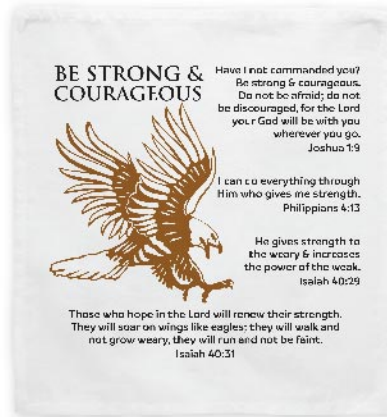 BE STRONG &
COURAGEOUS
Have I not commanded you?
Be strong & courageous.
Do not be afraid; do not
be discouraged, for the Lord
your God will be with you
wherever you go.
Joshua 1:9
I can do everything through
Him who gives me strength.
Philippians 4:13
He gives strength to
the weary & increases
the power of the weak.
Isaiah 40:29
Those who hope in the Lord will renew their strength.
They will soar on wings like eagles; they will walk and
not grow weary, they will run and not be faint.
Isaiah 40:31